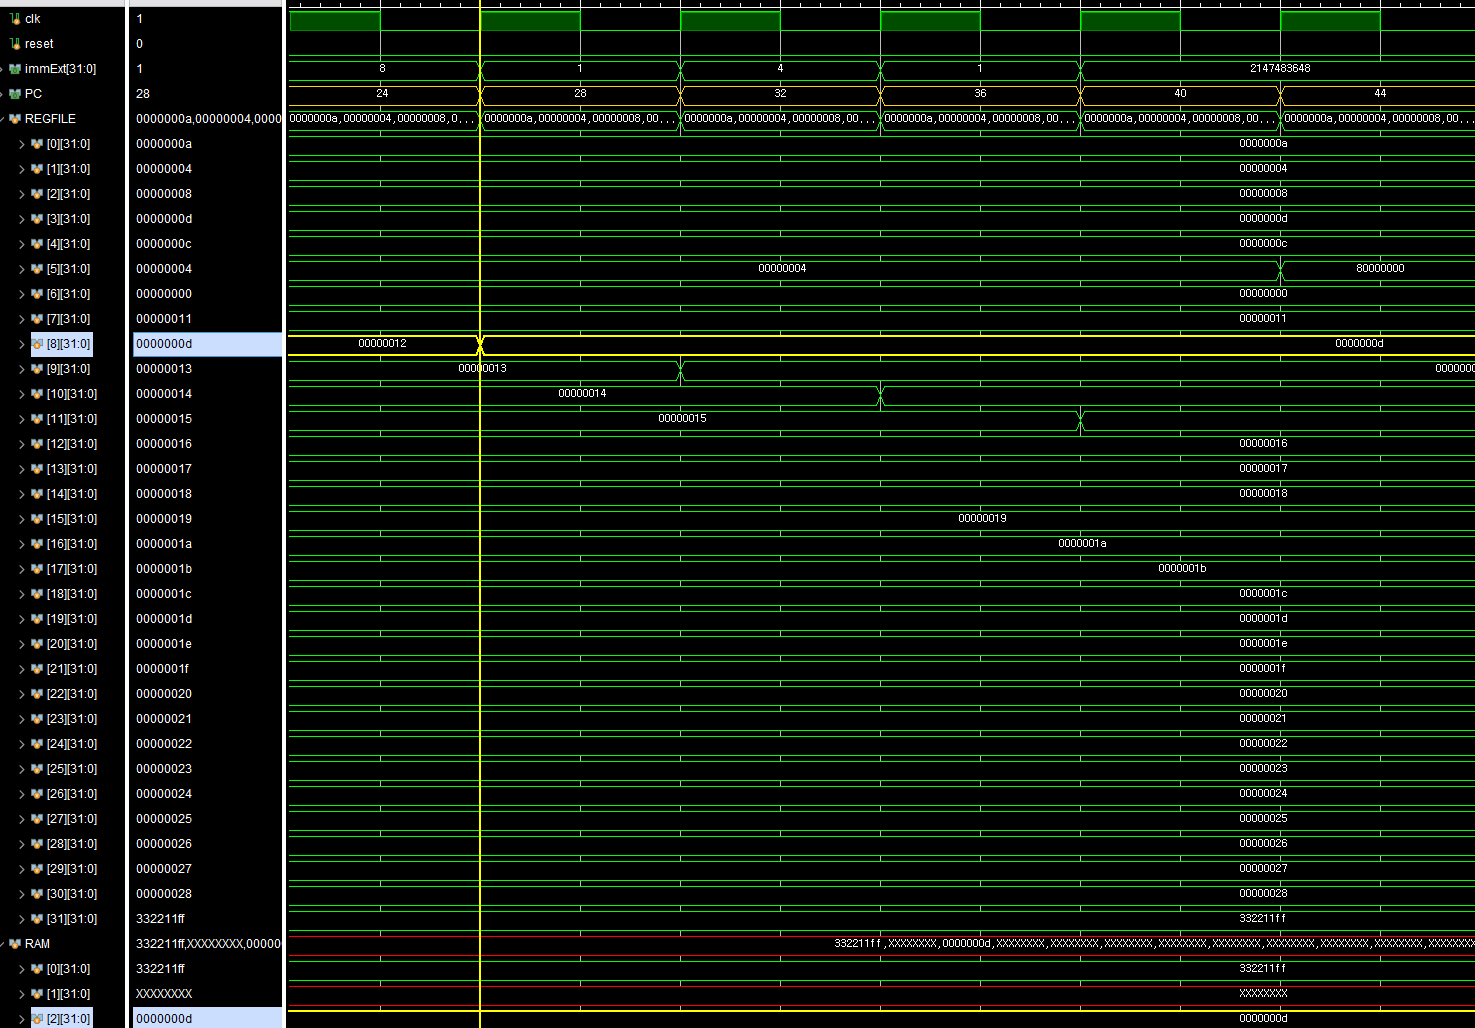 clk 1
reset 0
immExt[31:0] 1 8 1 4 1 2147483648
PC 28 24 28 32 36 40 44
REGFILE 0000000a,00000004,0000 0000000a,00000004,00000008,0... 0000000a,00000004,00000008,00... 0000000a,00000004,00000008,00... 0000000a,00000004,00000008,00... 0000000a,00000004,00000008,00... 0000000a,00000004,00000008,00...
[0][31:0] 0000000a 0000000a
[1][31:0] 00000004 00000004
[2][31:0] 00000008 00000008
[3][31:0] 0000000d 0000000d
[4][31:0] 0000000c 0000000c
[5][31:0] 00000004 00000004 80000000
[6][31:0] 00000000 00000000
[7][31:0] 00000011 00000011
[8][31:0] 0000000d 00000012 0000000d
[9][31:0] 00000013 00000013 0000000
[10][31:0] 00000014 00000014
[11][31:0] 00000015 00000015
[12][31:0] 00000016 00000016
[13][31:0] 00000017 00000017
[14][31:0] 00000018 00000018
[15][31:0] 00000019 00000019
[16][31:0] 0000001a 0000001a
[17][31:0] 0000001b 0000001b
[18][31:0] 0000001c 0000001c
[19][31:0] 0000001d 0000001d
[20][31:0] 0000001e 0000001e
[21][31:0] 0000001f 0000001f
[22][31:0] 00000020 00000020
[23][31:0] 00000021 00000021
[24][31:0] 00000022 00000022
[25][31:0] 00000023 00000023
[26][31:0] 00000024 00000024
[27][31:0] 00000025 00000025
[28][31:0] 00000026 00000026
[29][31:0] 00000027 00000027
[30][31:0] 00000028 00000028
[31][31:0] 332211ff 332211ff
RAM 332211ff,XXXXXXXX,00000 332211ff,XXXXXXXX,0000000d,XXXXXXXX,XXXXXXXX,XXXXXXXX,XXXXXXXX,XXXXXXXX,XXXXXXXX,XXXXXXXX,XXXXXXXX,XXXXXXXX
[0][31:0] 332211ff 332211ff
[1][31:0] XXXXXXXX XXXXXXXX
[2][31:0] 0000000d 0000000d